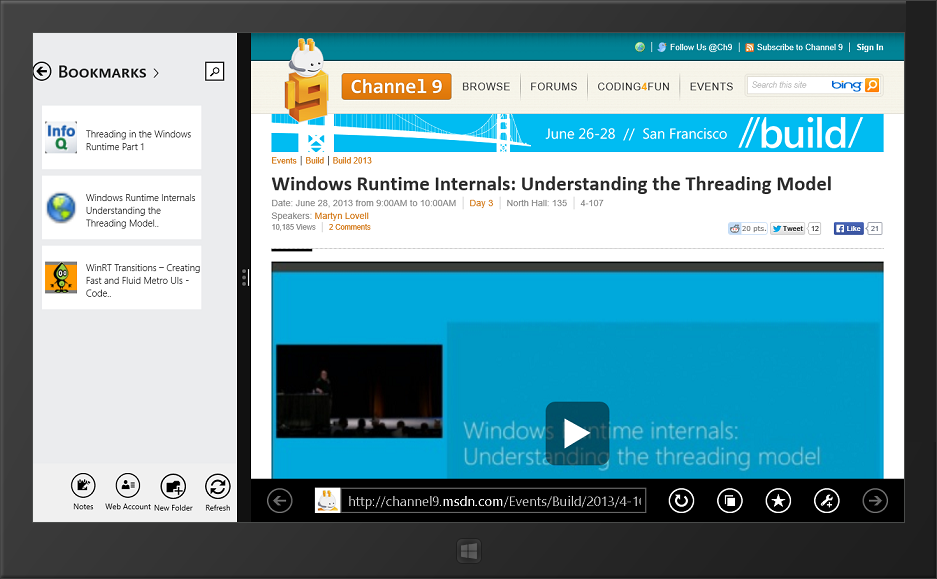 BOOKMARKS
Threading in the Windows
Runtime Part 1
Windows Runtime Internals
Understanding the
Threading Model..
WinRT Transitions – Creating
Fast and Fluid Metro UIs -
Code..
Info
Q
Notes
Web Account
New Folder
Refresh
Follow Us @Ch9
Subscribe to Channel 9
Sign In
9
Channel 9
BROWSE
FORUMS
CODING4FUN
EVENTS
Search this site
bing
June 26-28 // San Francisco
//build/
Events | Build | Build 2013
Windows Runtime Internals: Understanding the Threading Model
Date: June 28, 2013 from 9:00AM to 10:00AM
Day 3
North Hall: 135
4-107
Speakers: Martyn Lovell
10,185 Views
2 Comments
20 pts.
Tweet
12
Like
21
Windows Runtime internals:
Understanding the threading model
http://channel9.msdn.com/Events/Build/2013/4-10